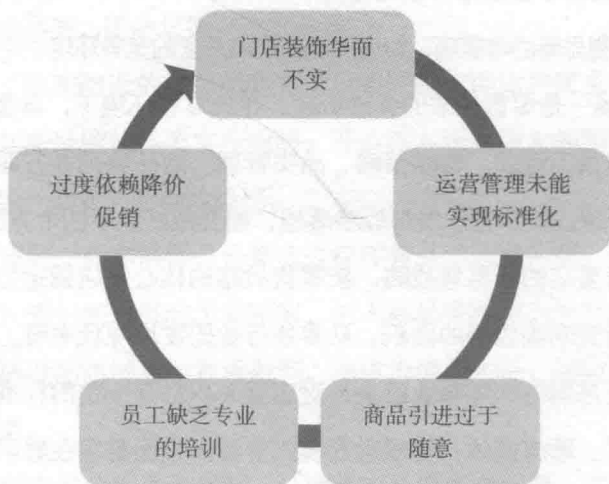 门店装饰华而
不实
运营管理未能
实现标准化
商品引进过于
随意
员工缺乏专业
的培训
过度依赖降价
促销